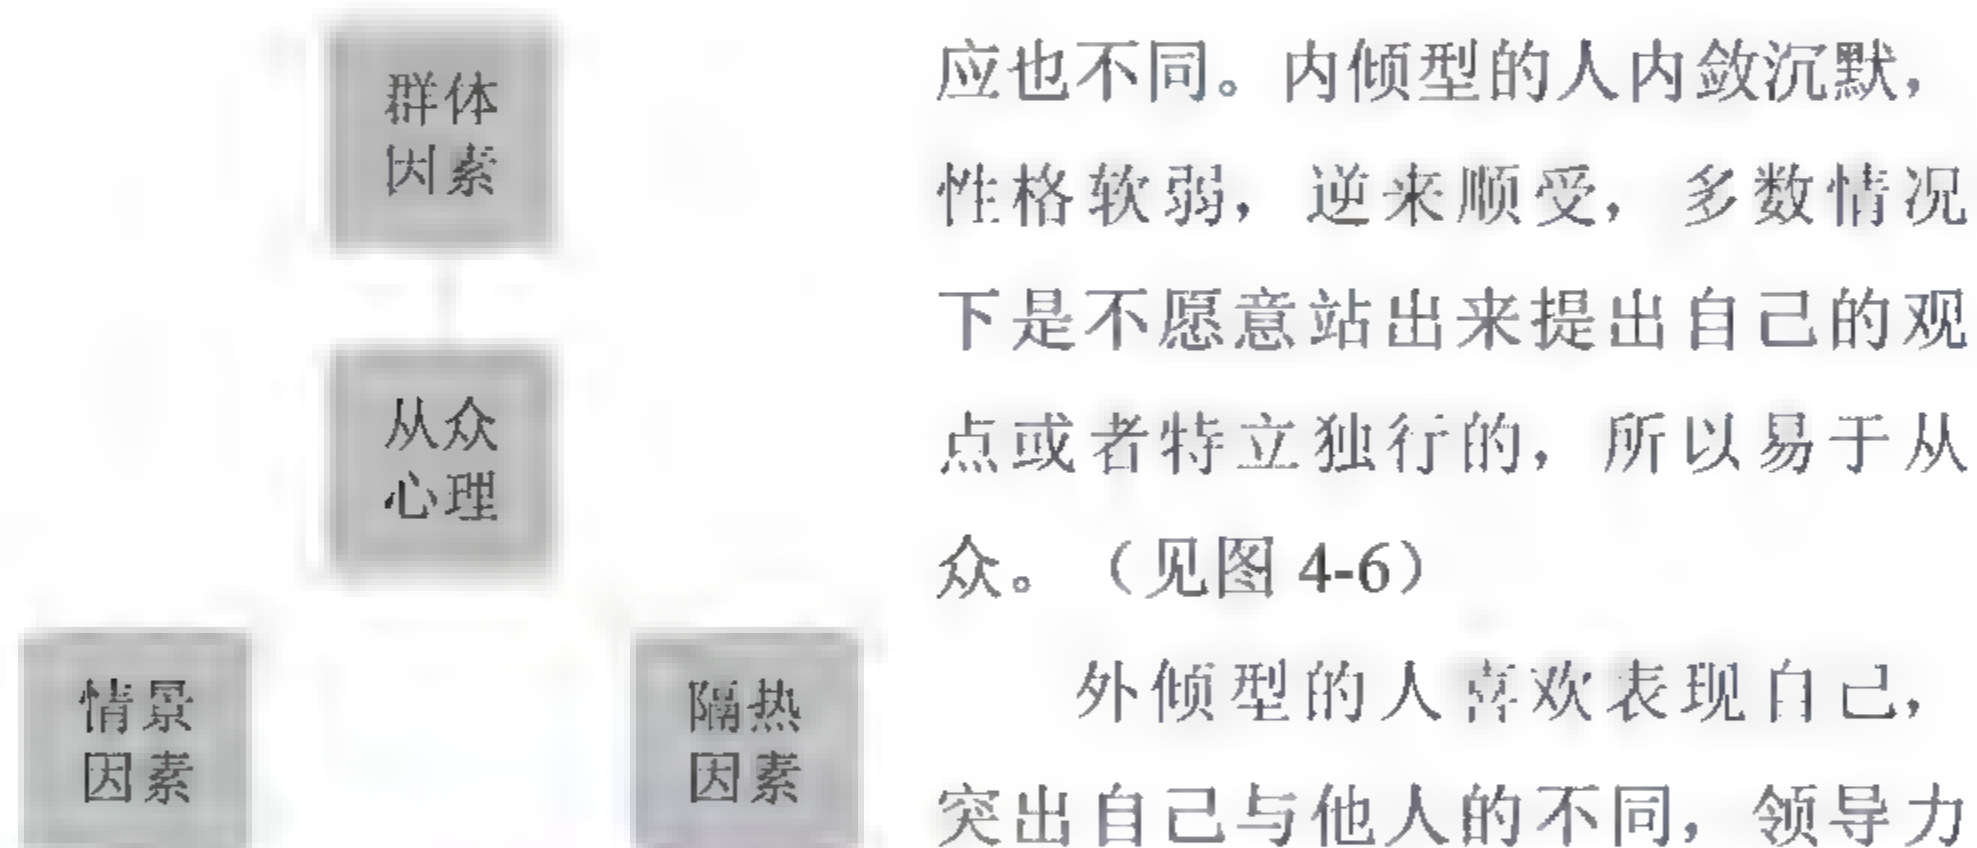 群体
因素
从众
心理
情景
因素
隔热
因素
应也不同。内倾型的人内敛沉默，
性格软弱，逆来顺受，多数情况
下是不愿意站出来提出自己的观
点或者特立独行的，所以易于从
众。（见图 4-6）
外倾型的人喜欢表现自己，
突出自己与他人的不同，领导力